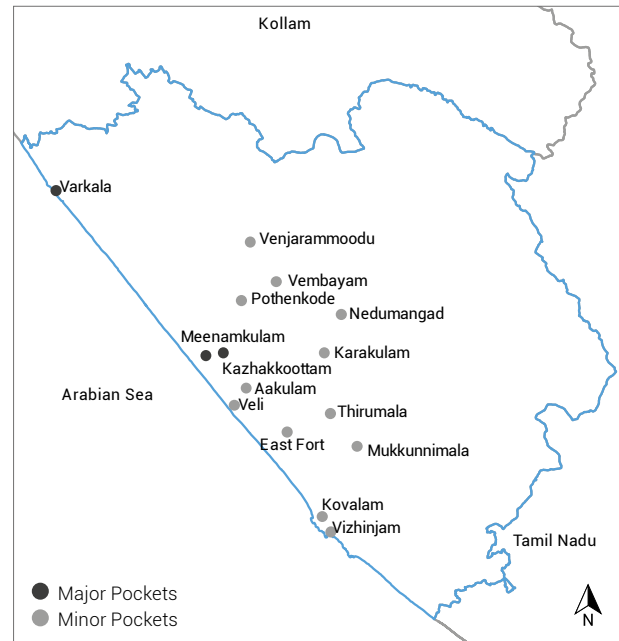 Kollam
Varkala
Venjarammoodu
Vembayam
Pothenkode
Nedumangad
Meenamkulam
Karakulam
Kazhakkoottam
Arabian Sea
Aakulam
Veli
Thirumala
East Fort
Mukkunnimala
Kovalam
Vizhinjam
Tamil Nadu
Major Pockets
Minor Pockets
N